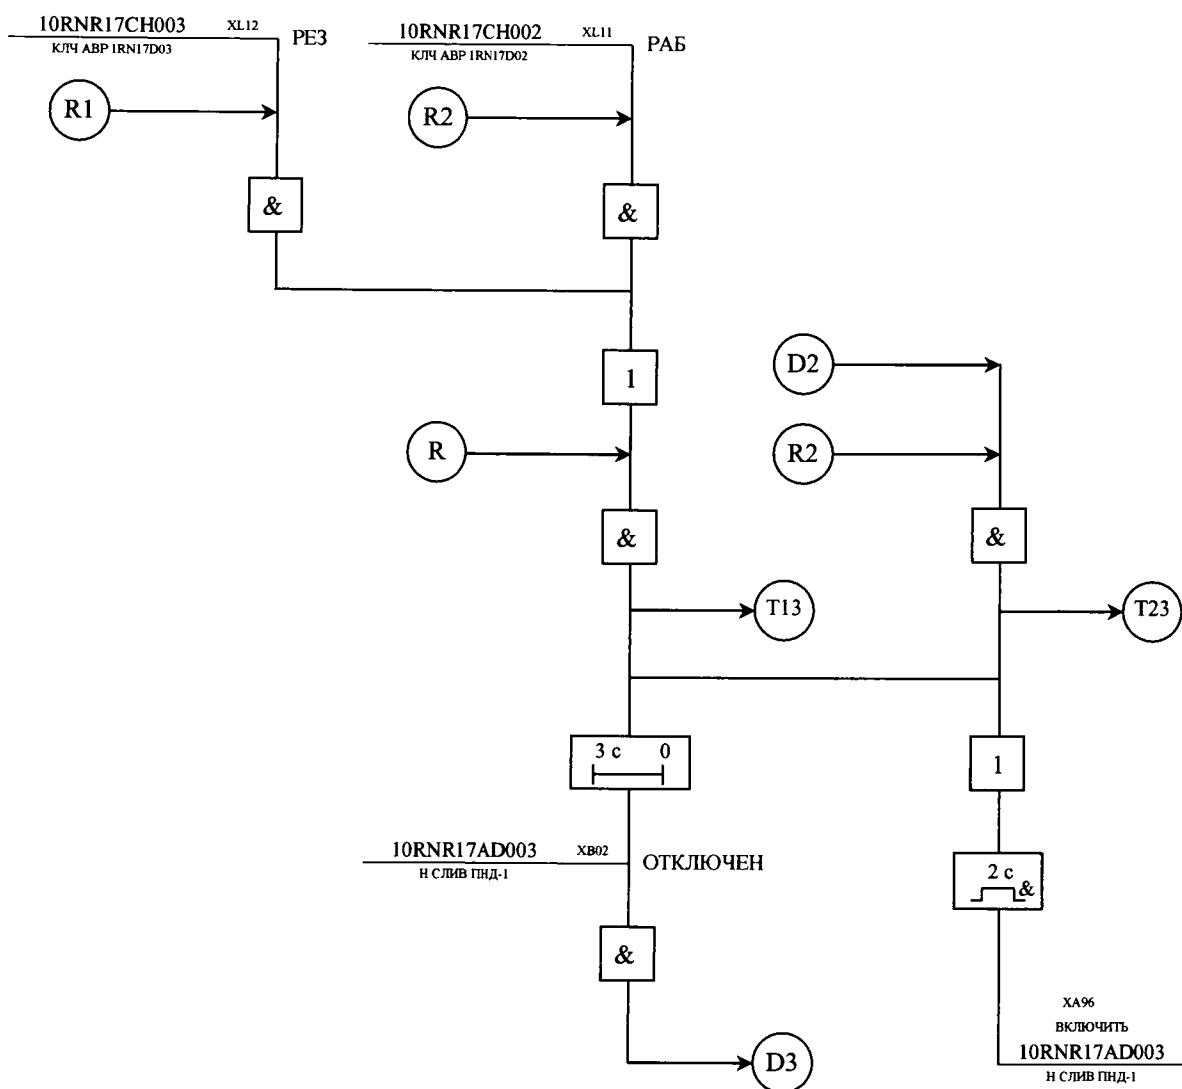 10RNR17CH003 XL12 РЕЗ
КЛЧ АВР 1RN17D03
10RNR17CH002 XL11 РАБ
КЛЧ АВР 1RN17D02
R1
R2
&
&
1
D2
R
R2
&
&
T13
T23
3 с 0
1
10RNR17AD003 XB02 ОТКЛЮЧЕН
Н СЛИВ ПНД-1
2 с
&
&
XA96
ВКЛЮЧИТЬ
10RNR17AD003
Н СЛИВ ПНД-1
D3